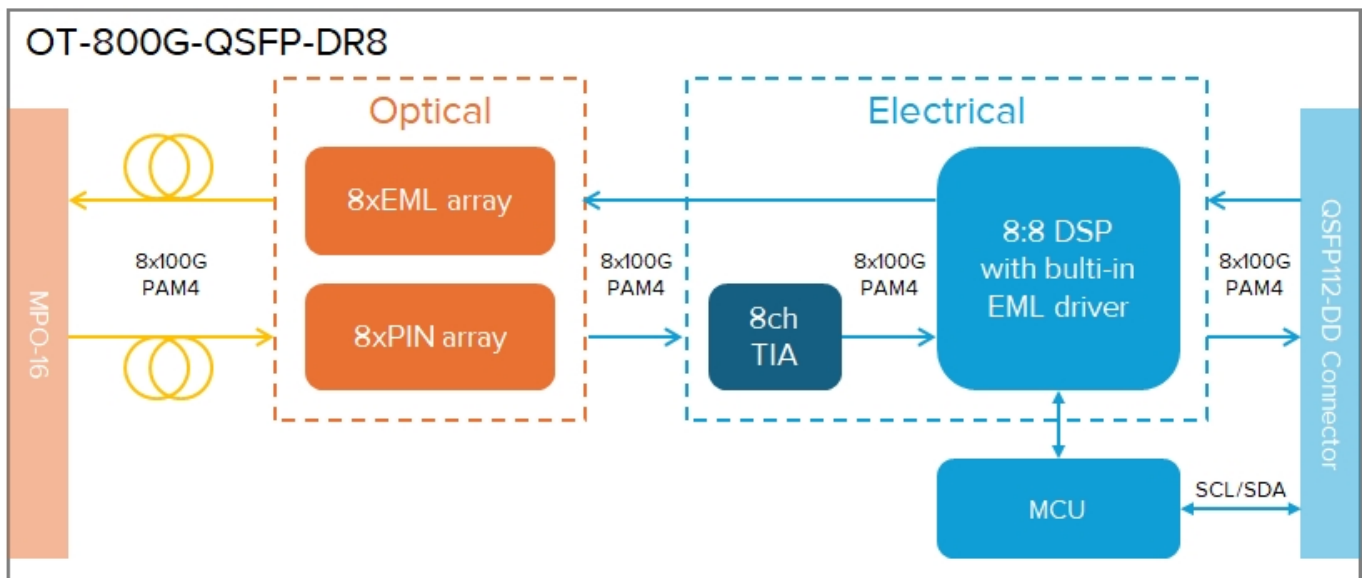 OT-800G-QSFP-DR8
Optical
Electrical
8xEML array
8xPIN array
8x100G
PAM4
MPO-16
8x100G
PAM4
8ch
TIA
8x100G
PAM4
8:8 DSP
with bulti-in
EML driver
8x100G
PAM4
QSFP112-DD Connector
MCU
SCL/SDA